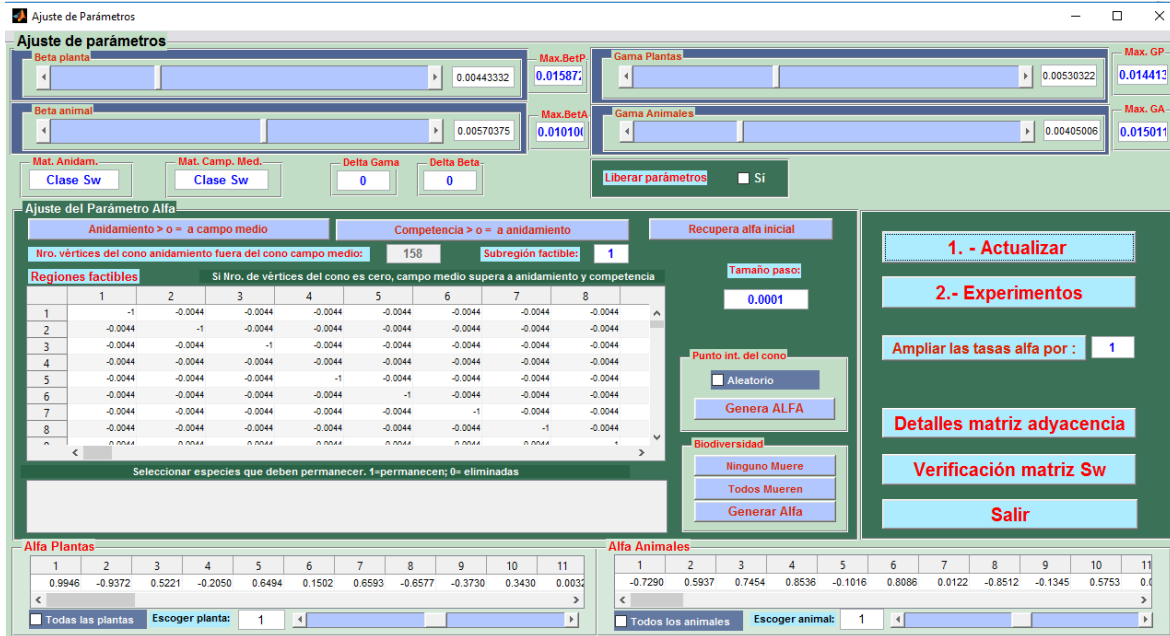 Ajuste de Parámetros
Ajuste de parámetros
Beta planta
0.00443332
Max.BetP
0.01587
Gama Plantas
0.00530322
Max. GP
0.014413
Beta animal
0.00570375
Max.BetA
0.01010
Gama Animales
0.00405006
Max. GA
0.015011
Mat. Anidam.
Clase Sw
Mat. Camp. Med.
Clase Sw
Delta Gama
0
Delta Beta
0
Liberar parámetros
Sí
Ajuste del Parámetro Alfa
Anidamiento > o = a campo medio
Competencia > o = a anidamiento
Recupera alfa inicial
Nro. vértices del cono anidamiento fuera del cono campo medio:
158
Subregión factible:
1
Regiones factibles
Si Nro. de vértices del cono es cero, campo medio supera a anidamiento y competencia
1 2 3 4 5 6 7 8
1 -1 -0.0044 -0.0044 -0.0044 -0.0044 -0.0044 -0.0044 -0.0044
2 -0.0044 -1 -0.0044 -0.0044 -0.0044 -0.0044 -0.0044 -0.0044
3 -0.0044 -0.0044 -1 -0.0044 -0.0044 -0.0044 -0.0044 -0.0044
4 -0.0044 -0.0044 -0.0044 -0.0044 -0.0044 -0.0044 -0.0044 -0.0044
5 -0.0044 -0.0044 -0.0044 -1 -0.0044 -0.0044 -0.0044 -0.0044
6 -0.0044 -0.0044 -0.0044 -0.0044 -1 -0.0044 -0.0044 -0.0044
7 -0.0044 -0.0044 -0.0044 -0.0044 -0.0044 -1 -0.0044 -0.0044
8 -0.0044 -0.0044 -0.0044 -0.0044 -0.0044 -0.0044 -1 -0.0044
Seleccionar especies que deben permanecer. 1=permanecen; 0= eliminadas
Tamaño paso:
0.0001
Punto int. del cono
Aleatorio
Genera ALFA
Biodiversidad
Ninguno Muere
Todos Mueren
Generar Alfa
1. - Actualizar
2.- Experimentos
Ampliar las tasas alfa por :
1
Detalles matriz adyacencia
Verificación matriz Sw
Salir
Alfa Plantas
1 2 3 4 5 6 7 8 9 10 11
0.9946 -0.9372 0.5221 -0.2050 0.6494 0.1502 0.6593 -0.6577 -0.3730 0.3430 0.0032
Todas las plantas
Escoger planta:
1
Alfa Animales
1 2 3 4 5 6 7 8 9 10 11
-0.7290 0.5937 0.7454 0.8536 -0.1016 0.8086 0.0122 -0.8512 -0.1345 0.5753
Todos los animales
Escoger animal:
1